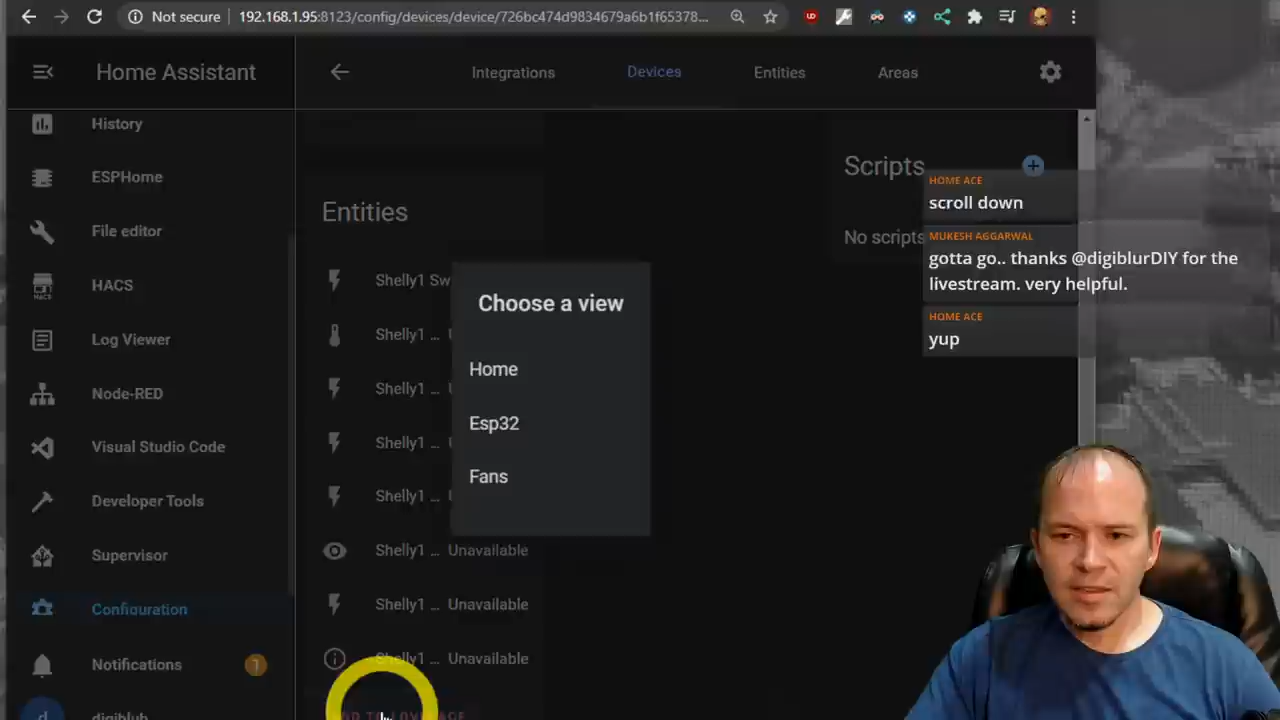 Not secure
192.168.1.95:8123/config/devices/device/726bc474d9834679a6b1f65378...
Home Assistant
Integrations
Devices
Entities
Areas
History
ESPHome
File editor
HACS
Log Viewer
Node-RED
Visual Studio Code
Developer Tools
Supervisor
Configuration
Notifications
1
digiblub
Entities
Shelly1 Sw
Shelly1 ...
Shelly1 ...
Shelly1 ...
Shelly1 ...
Shelly1 ... Unavailable
Shelly1 ... Unavailable
Shelly1 ... Unavailable
Choose a view
Home
Esp32
Fans
Scripts
No scripts
HOME ACE
scroll down
MUKESH AGGARWAL
gotta go.. thanks @digiblurDIY for the
livestream. very helpful.
HOME ACE
yup